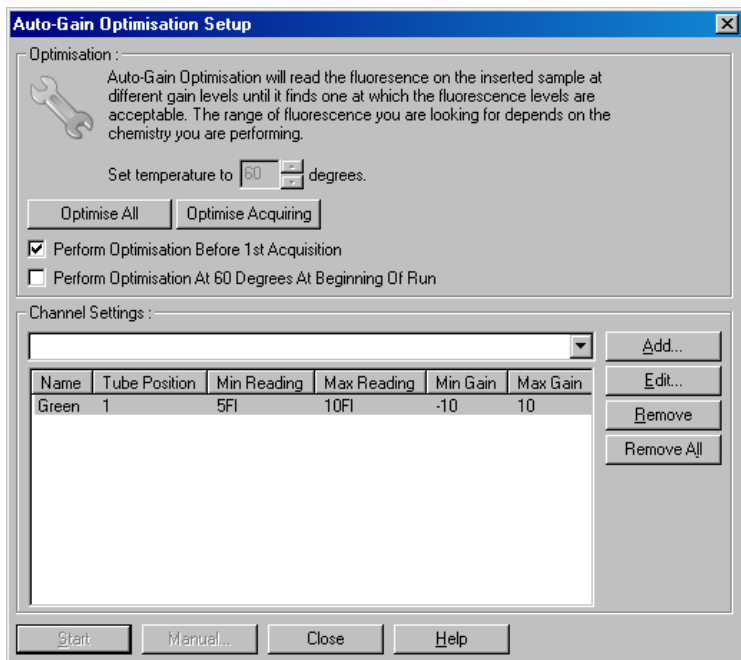 Auto-Gain Optimisation Setup
Optimisation :
Auto-Gain Optimisation will read the fluoresence on the inserted sample at
different gain levels until it finds one at which the fluorescence levels are
acceptable. The range of fluorescence you are looking for depends on the
chemistry you are performing.
Set temperature to 60 degrees.
Optimise All Optimise Acquiring
Perform Optimisation Before 1st Acquisition
Perform Optimisation At 60 Degrees At Beginning Of Run
Channel Settings :
Add...
Name Tube Position Min Reading Max Reading Min Gain Max Gain Edit...
Green 1 5Fl 10Fl -10 10
Remove
Remove All
Start Manual... Close Help